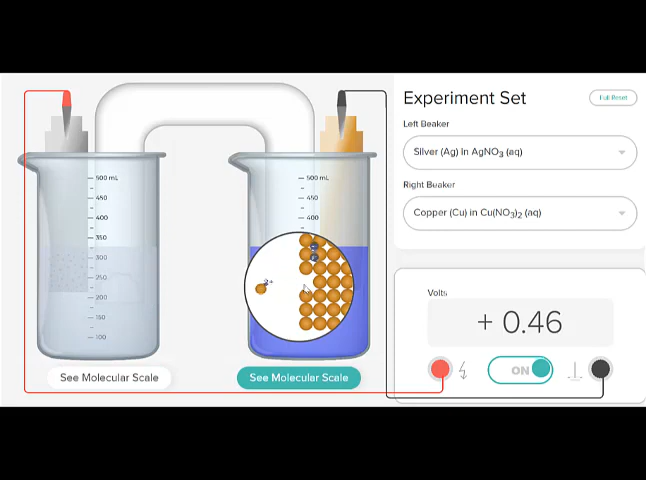 Experiment Set
Full Reset
Left Beaker
Silver (Ag) In AgNO₃ (aq)
Right Beaker
Copper (Cu) in Cu(NO₃)₂ (aq)
500 mL
450
400
350
300
250
200
150
100
500 mL
450
400
2+
Volts
+ 0.46
ON
See Molecular Scale
See Molecular Scale